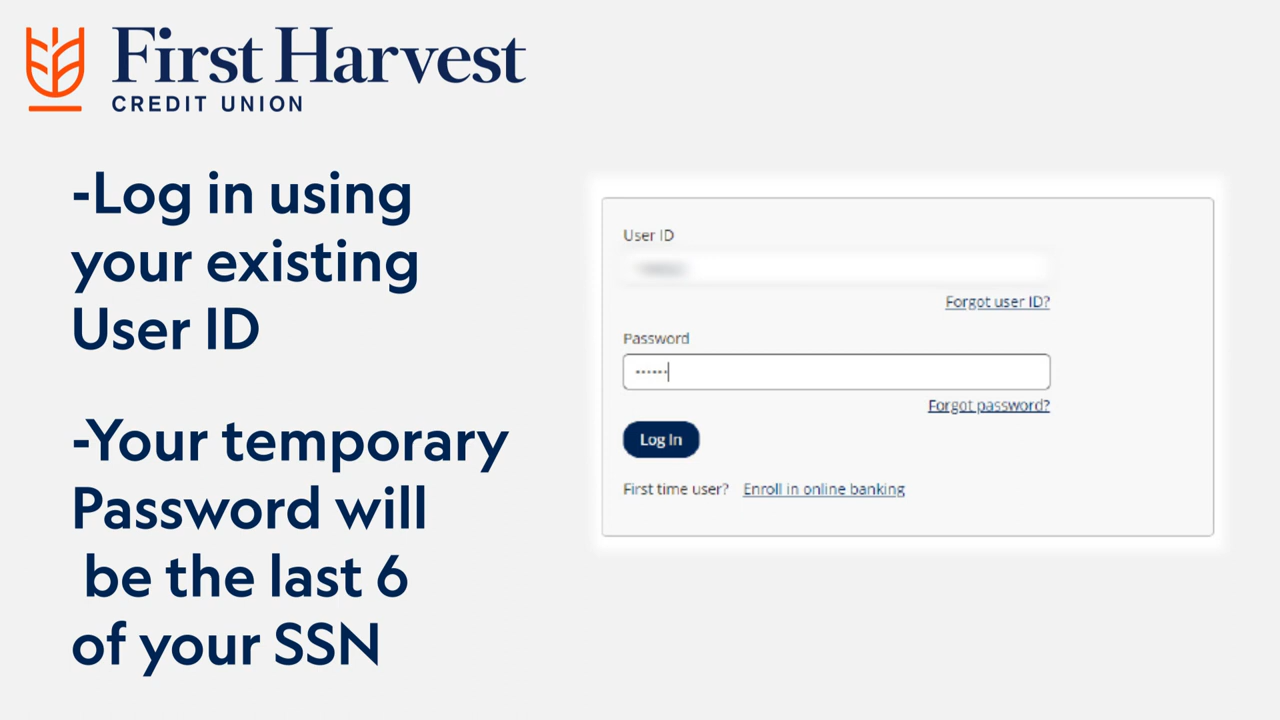 First Harvest
CREDIT UNION
-Log in using
your existing
User ID
-Your temporary
Password will
be the last 6
of your SSN
User ID
Forgot user ID?
Password
······
Forgot password?
Log In
First time user? Enroll in online banking